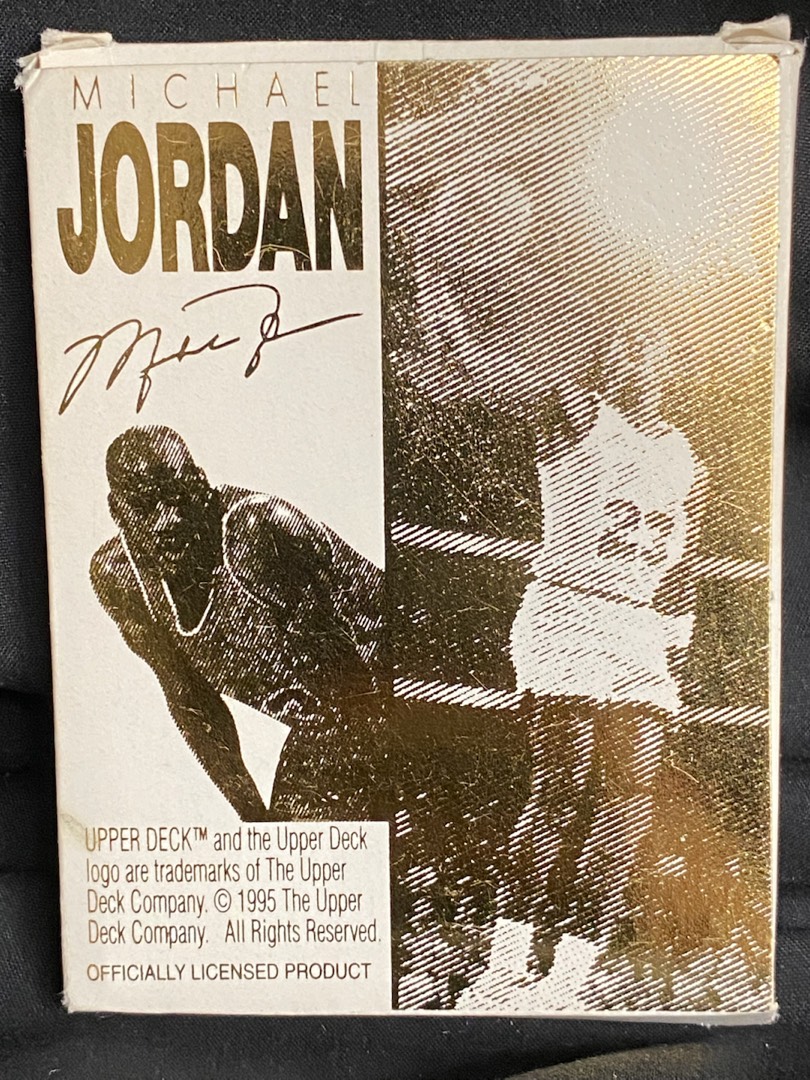 MICHAEL
JORDAN
23
UPPER DECK™ and the Upper Deck
logo are trademarks of The Upper
Deck Company. © 1995 The Upper
Deck Company. All Rights Reserved.
OFFICIALLY LICENSED PRODUCT